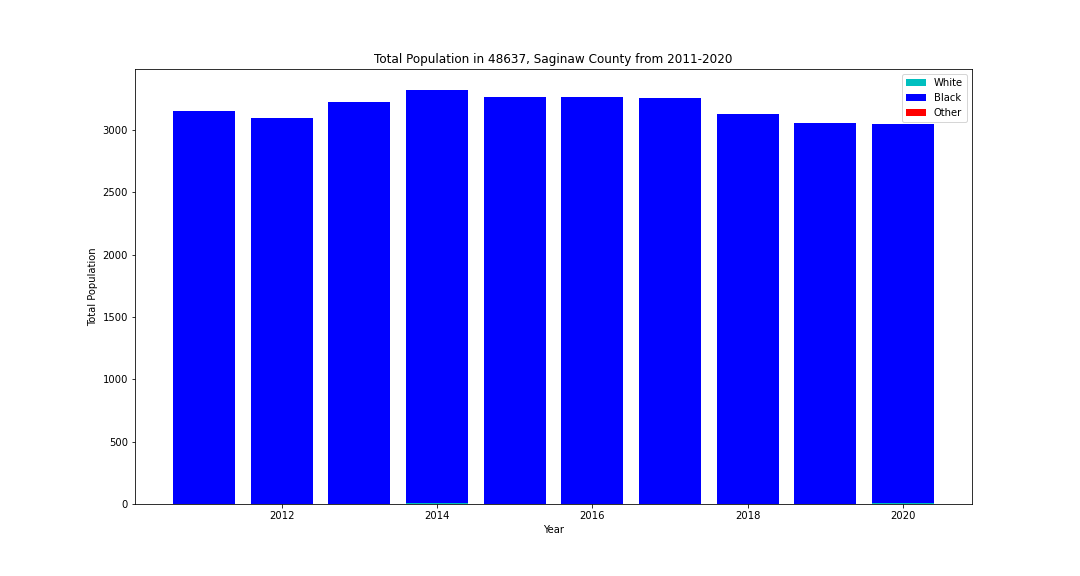 Total Population in 48637, Saginaw County from 2011-2020
White
Black
Other
Total Population
3000
2500
2000
1500
1000
500
0
2012 2014 2016 2018 2020
Year